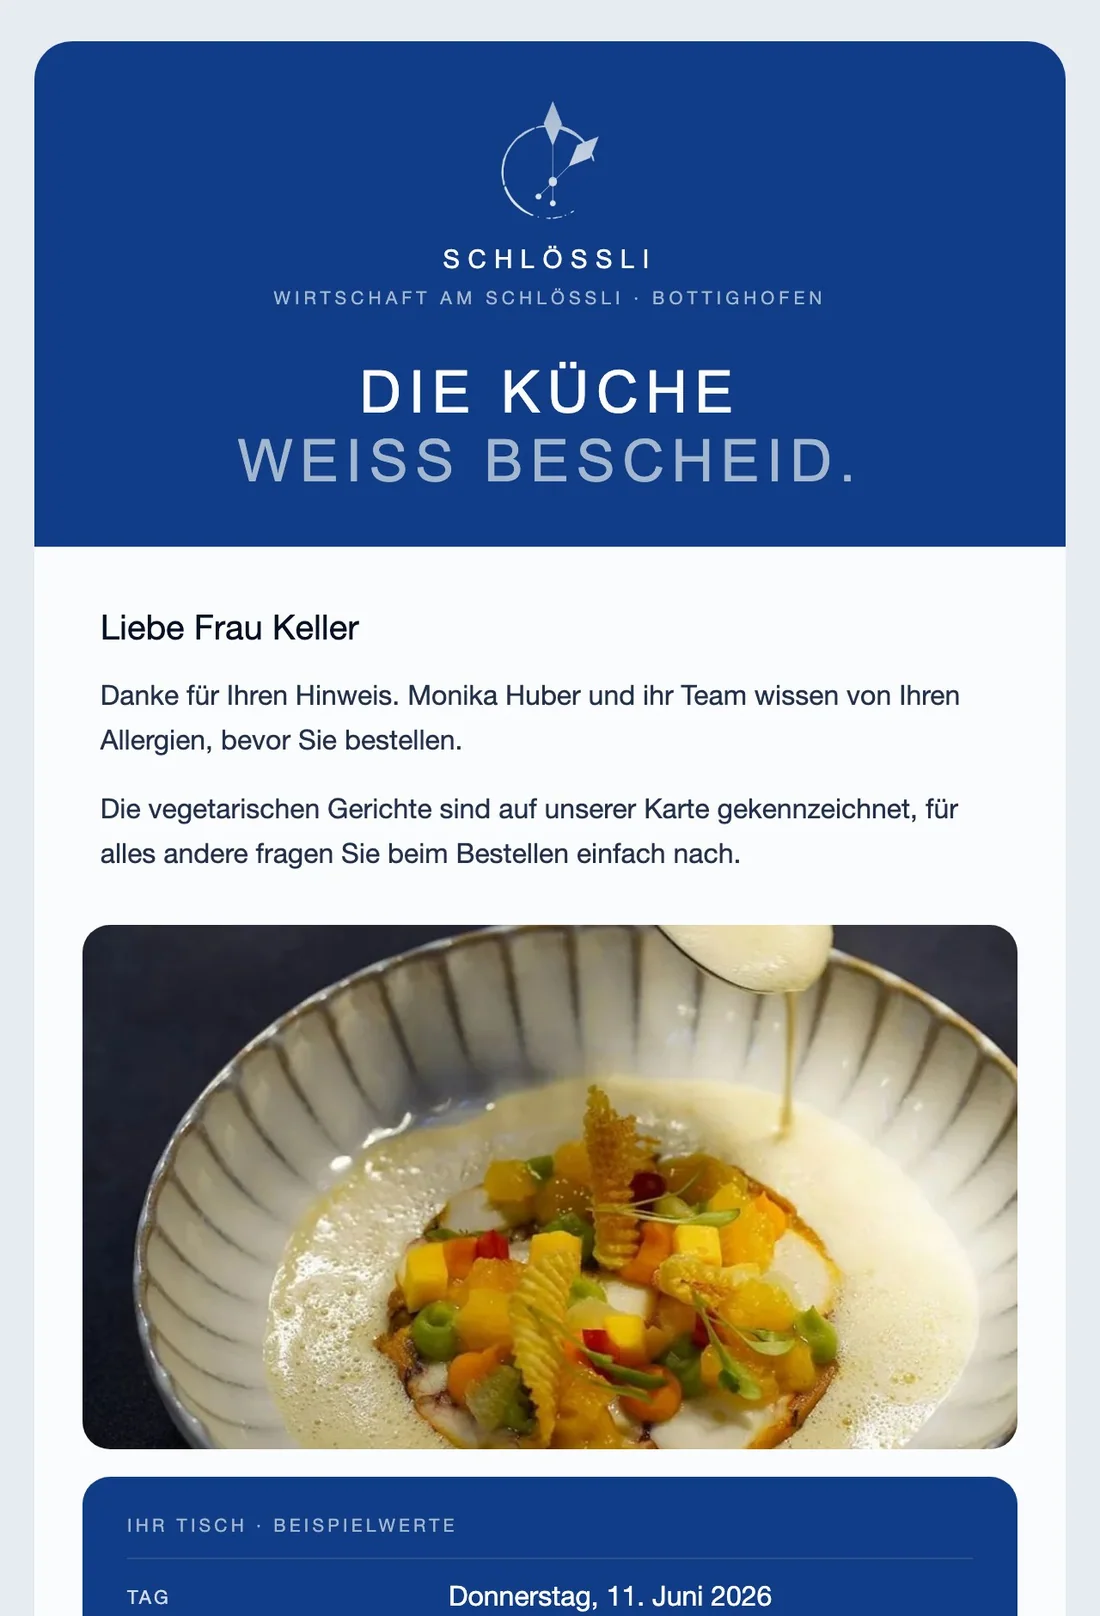 SCHLÖSSLI
WIRTSCHAFT AM SCHLÖSSLI · BOTTIGHOFEN
DIE KÜCHE
WEISS BESCHEID.
Liebe Frau Keller
Danke für Ihren Hinweis. Monika Huber und ihr Team wissen von Ihren
Allergien, bevor Sie bestellen.
Die vegetarischen Gerichte sind auf unserer Karte gekennzeichnet, für
alles andere fragen Sie beim Bestellen einfach nach.
IHR TISCH · BEISPIELWERTE
TAG Donnerstag, 11. Juni 2026